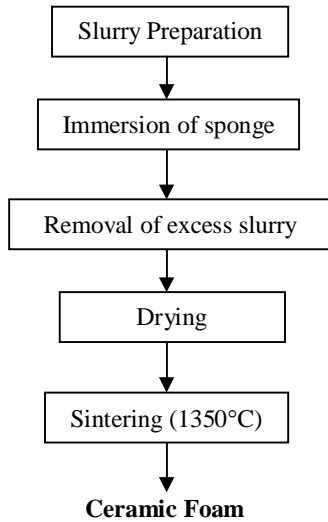 Slurry Preparation
Immersion of sponge
Removal of excess slurry
Drying
Sintering (1350°C)
Ceramic Foam